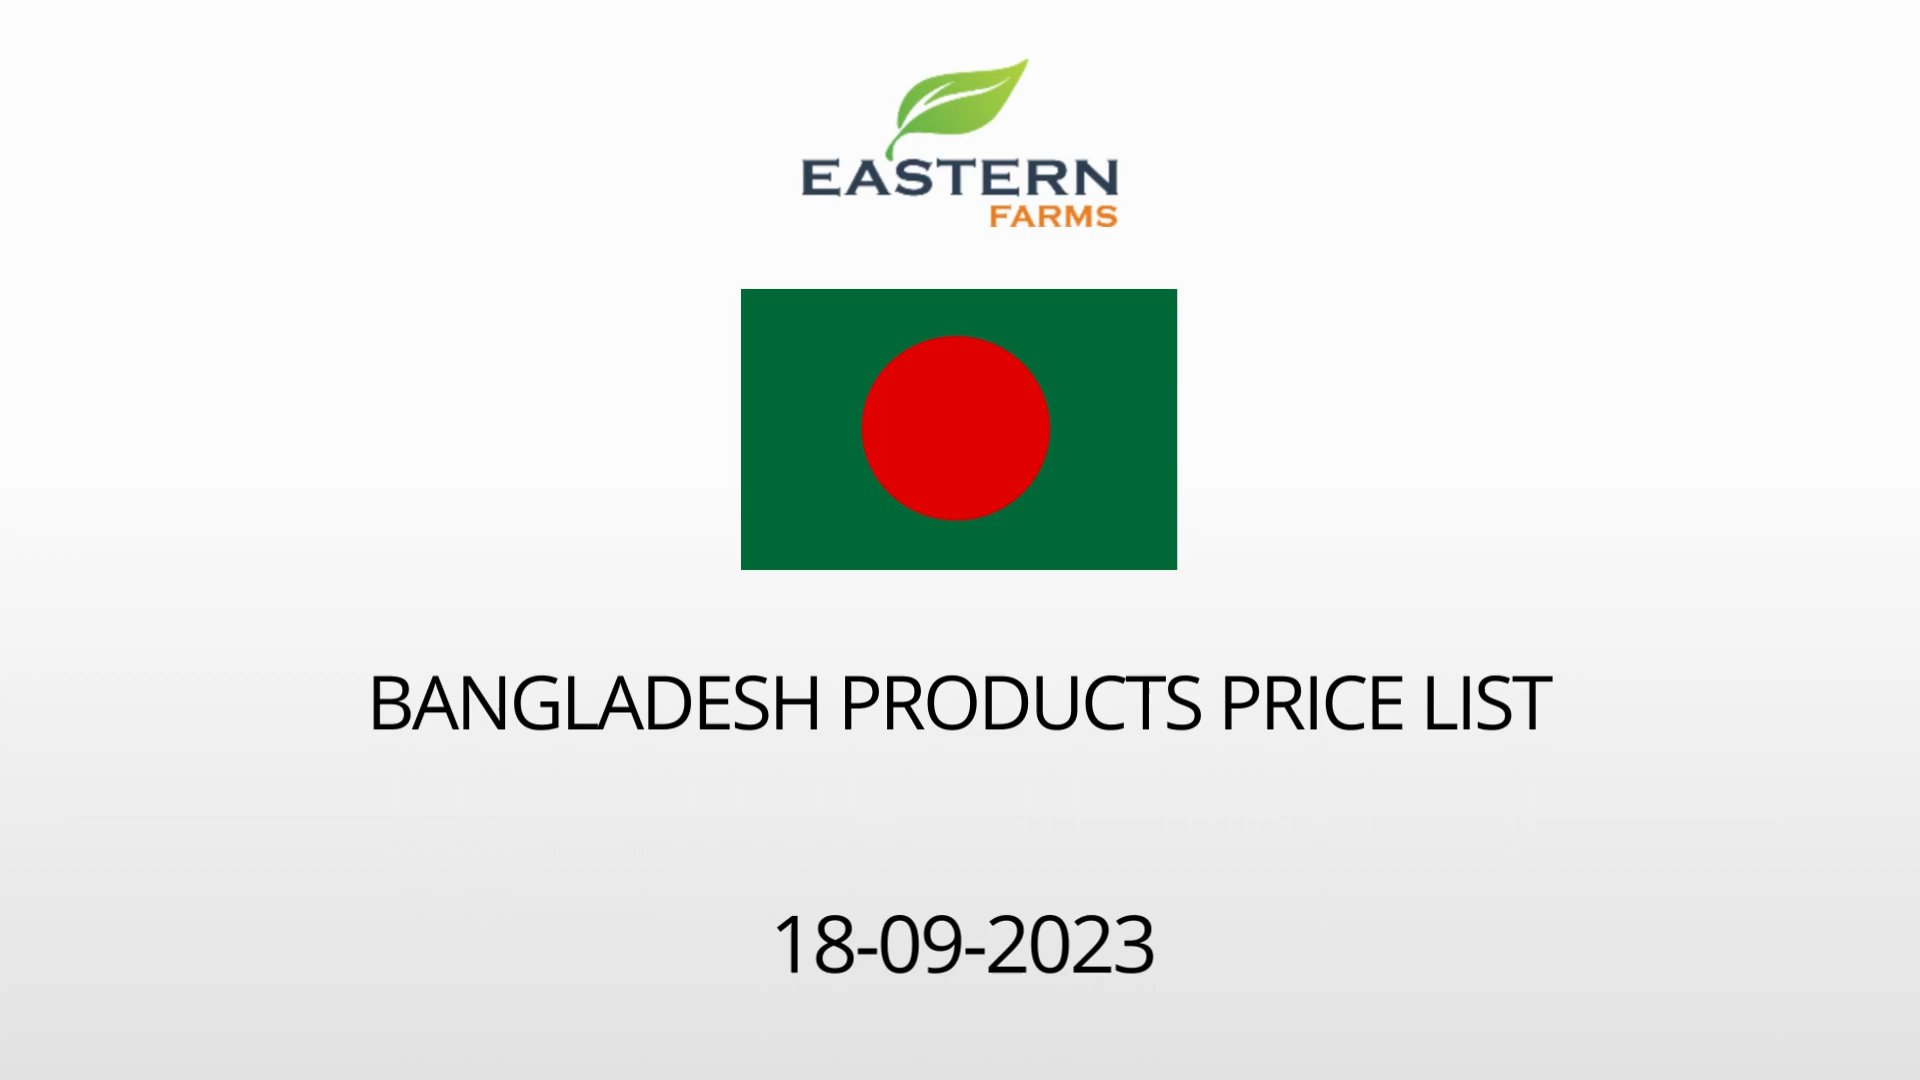 EASTERN
FARMS
BANGLADESH PRODUCTS PRICE LIST
18-09-2023